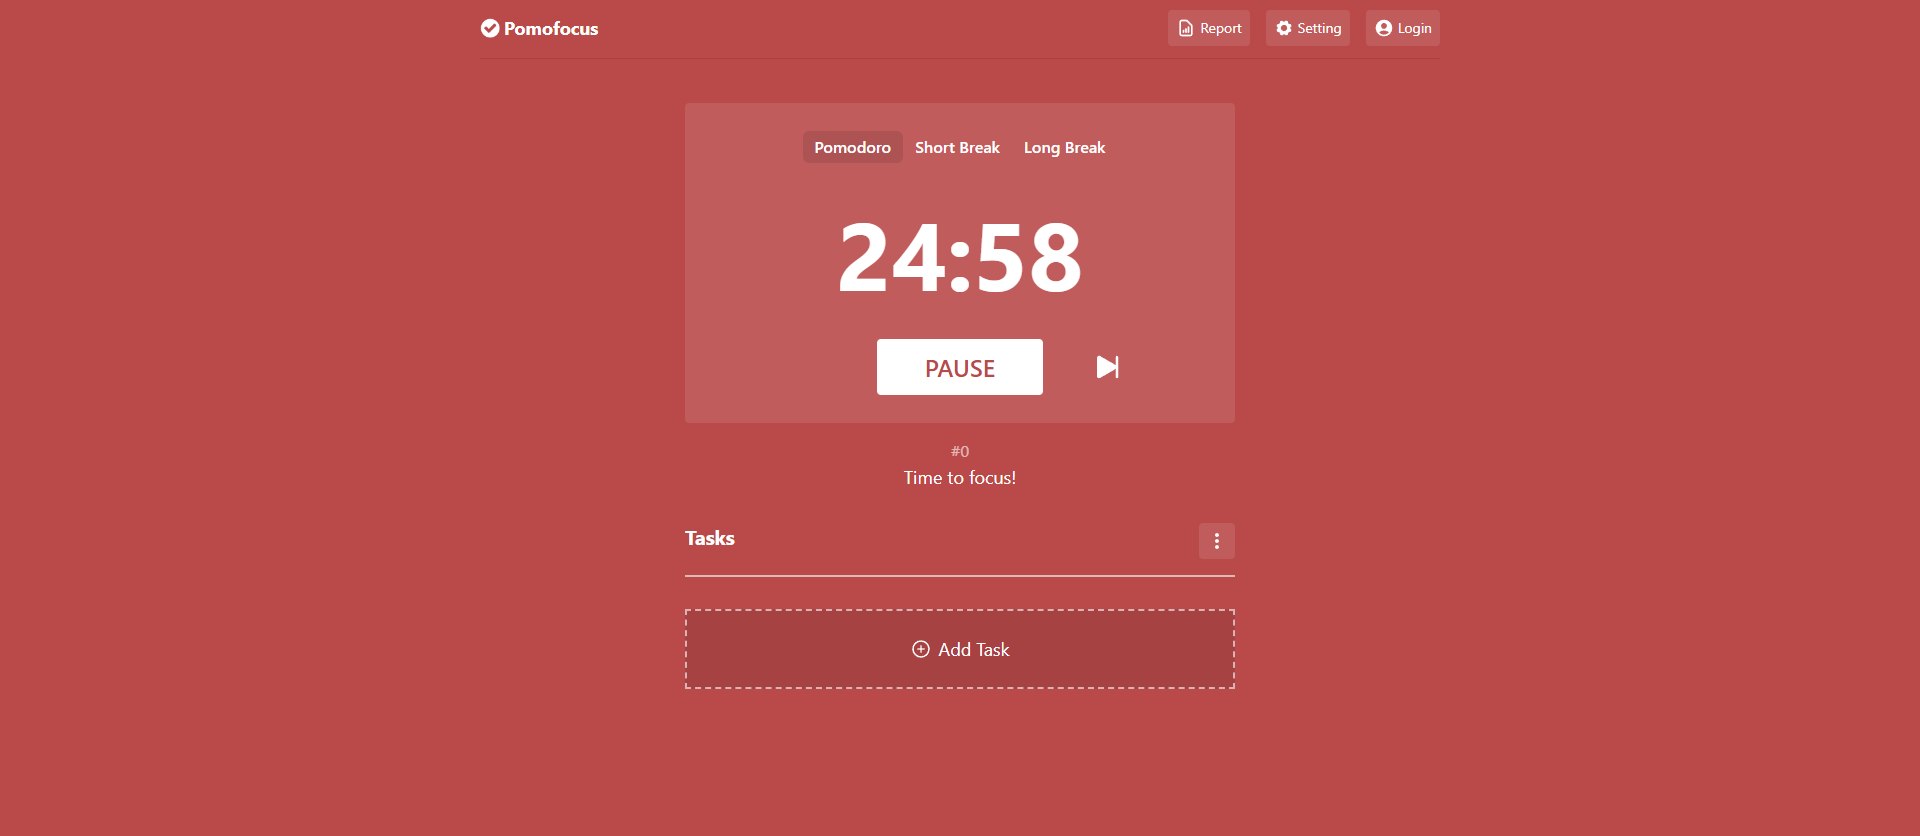 Pomofocus
Report Setting Login
Pomodoro Short Break Long Break
24:58
PAUSE
#0
Time to focus!
Tasks
Add Task